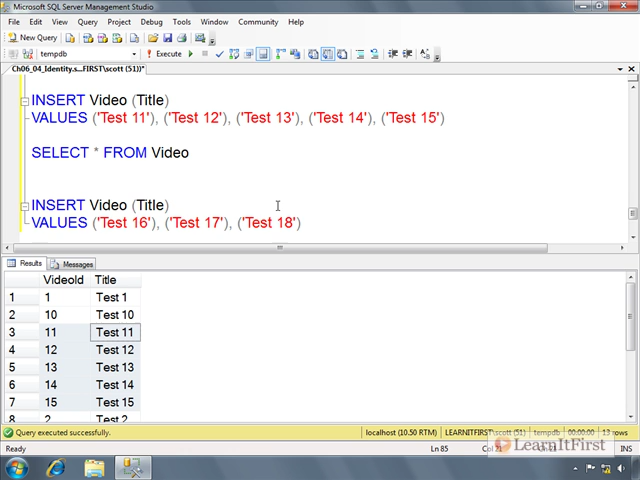 Microsoft SQL Server Management Studio
File Edit View Query Project Debug Tools Window Community Help
New Query
tempdb Execute
Ch06_04_Identity.s...FIRST\scott (51))*
INSERT Video (Title)
VALUES ('Test 11'), ('Test 12'), ('Test 13'), ('Test 14'), ('Test 15')
SELECT * FROM Video
INSERT Video (Title)
VALUES ('Test 16'), ('Test 17'), ('Test 18')
Results Messages
VideoId Title
1 1 Test 1
2 10 Test 10
3 11 Test 11
4 12 Test 12
5 13 Test 13
6 14 Test 14
7 15 Test 15
8 2 Test 2
Query executed successfully. localhost (10.50 RTM) LEARNITFIRST\scott (51) tempdb 00:00:00 13 rows
Ready Ln 85 INS
LearnItFirst